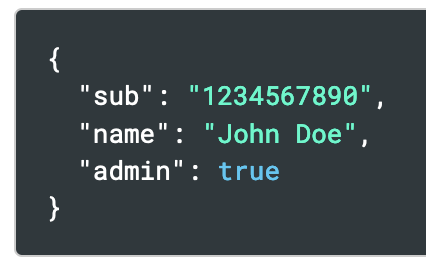 {
  "sub": "1234567890",
  "name": "John Doe",
  "admin": true
}